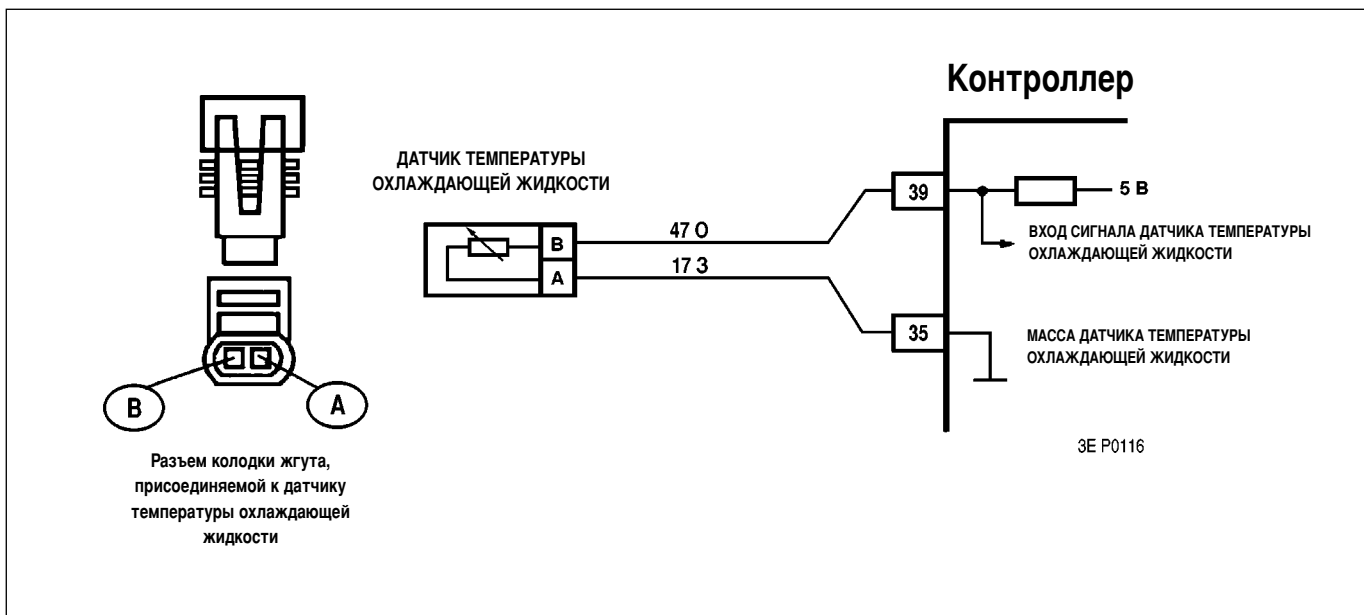 Контроллер
ДАТЧИК ТЕМПЕРАТУРЫ
ОХЛАЖДАЮЩЕЙ ЖИДКОСТИ
B
A
47 О
17 З
39
35
5 В
ВХОД СИГНАЛА ДАТЧИКА ТЕМПЕРАТУРЫ
ОХЛАЖДАЮЩЕЙ ЖИДКОСТИ
МАССА ДАТЧИКА ТЕМПЕРАТУРЫ
ОХЛАЖДАЮЩЕЙ ЖИДКОСТИ
B
A
Разъем колодки жгута,
присоединяемой к датчику
температуры охлаждающей
жидкости
3E P0116